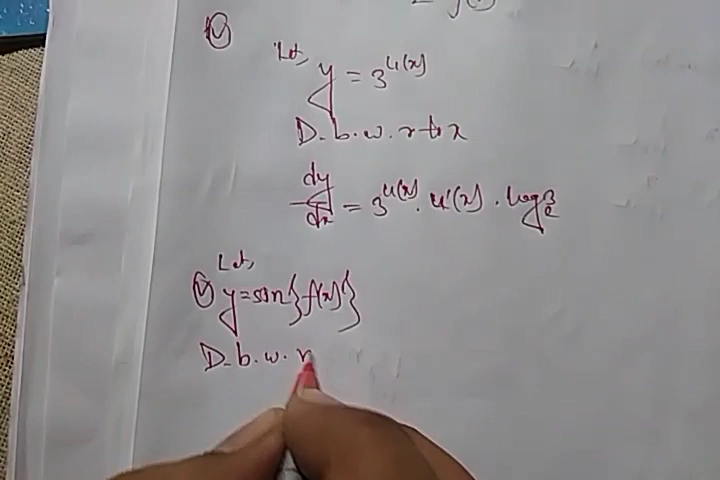 (iv)
Let, y = 3^{u(x)}
D. b. w. r to x
dy/dx = 3^{u(x)} . u'(x) . log_e 3
Let,
(v) y = sin{f(x)}
D. b. w. r